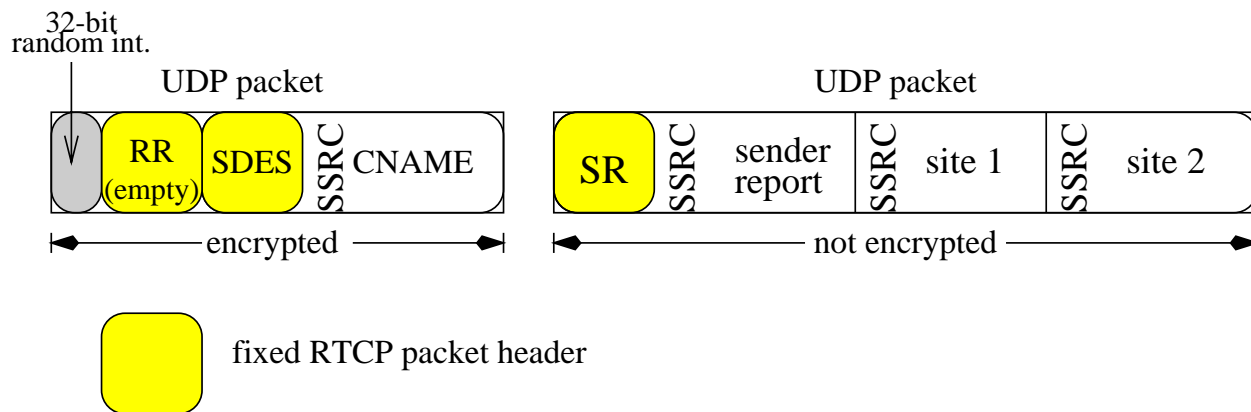 32-bit
random int.
UDP packet
UDP packet
RR
(empty)
SDES
SSRC
CNAME
SR
SSRC
sender
report
SSRC
site 1
SSRC
site 2
encrypted
not encrypted
fixed RTCP packet header